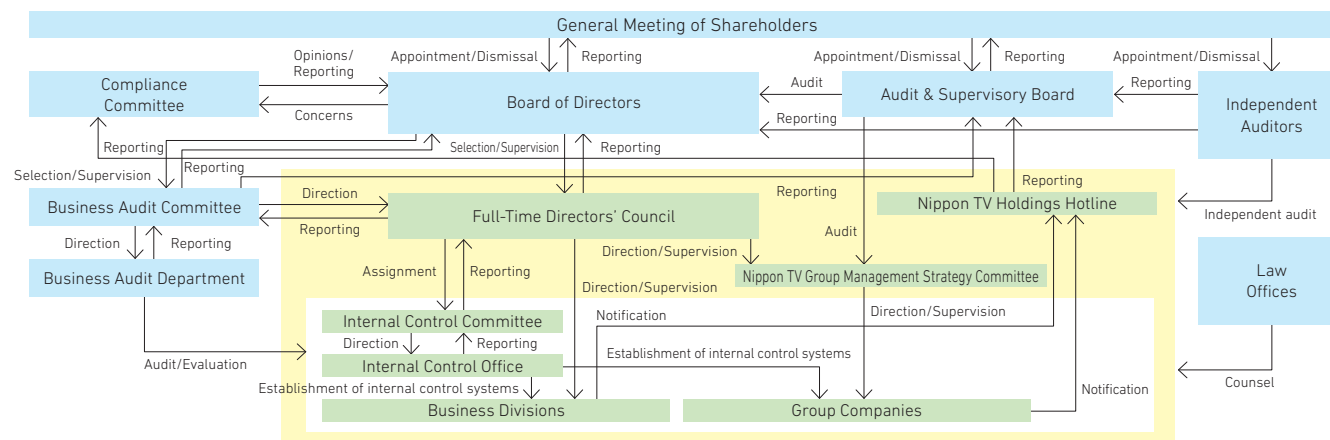 General Meeting of Shareholders
Appointment/Dismissal
Reporting
Appointment/Dismissal
Reporting
Appointment/Dismissal
Opinions/
Reporting
Compliance
Committee
Concerns
Board of Directors
Audit
Audit & Supervisory Board
Reporting
Reporting
Independent
Auditors
Reporting
Selection/Supervision
Reporting
Selection/Supervision
Reporting
Business Audit Committee
Direction
Reporting
Full-Time Directors' Council
Reporting
Reporting
Nippon TV Holdings Hotline
Independent audit
Direction
Reporting
Business Audit Department
Audit
Direction/Supervision
Nippon TV Group Management Strategy Committee
Law
Offices
Assignment
Reporting
Direction/Supervision
Internal Control Committee
Notification
Direction/Supervision
Direction
Reporting
Internal Control Office
Establishment of internal control systems
Audit/Evaluation
Establishment of internal control systems
Business Divisions
Group Companies
Notification
Counsel